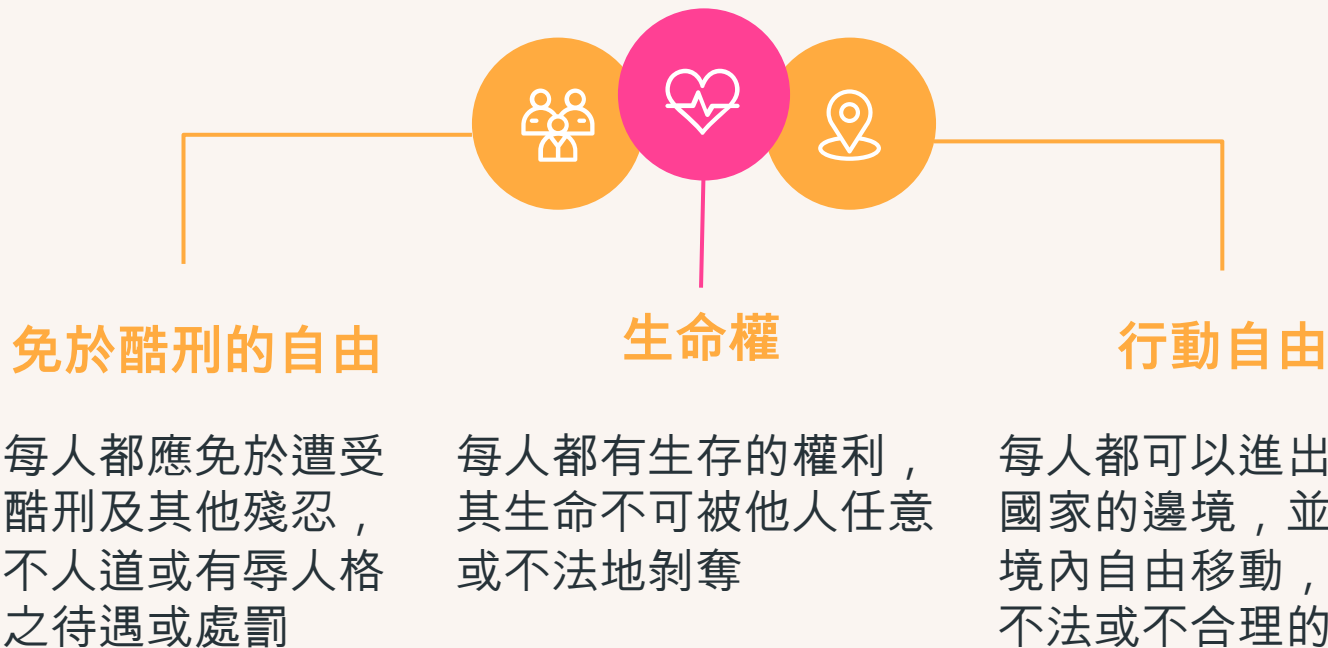 免於酷刑的自由
每人都應免於遭受
酷刑及其他殘忍，
不人道或有辱人格
之待遇或處罰
生命權
每人都有生存的權利，
其生命不可被他人任意
或不法地剝奪
行動自由
每人都可以進出
國家的邊境，並
境內自由移動，
不法或不合理的